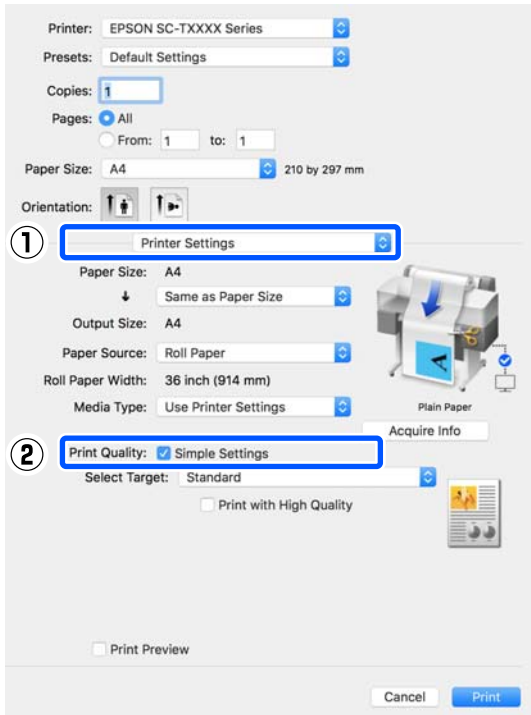 Printer: EPSON SC-TXXXX Series
Presets: Default Settings
Copies: 1
Pages: All
From: 1 to: 1
Paper Size: A4 210 by 297 mm
Orientation:
① Printer Settings
Paper Size: A4
Same as Paper Size
Output Size: A4
Paper Source: Roll Paper
Roll Paper Width: 36 inch (914 mm)
Media Type: Use Printer Settings
Plain Paper
Acquire Info
② Print Quality: Simple Settings
Select Target: Standard
Print with High Quality
Print Preview
Cancel Print